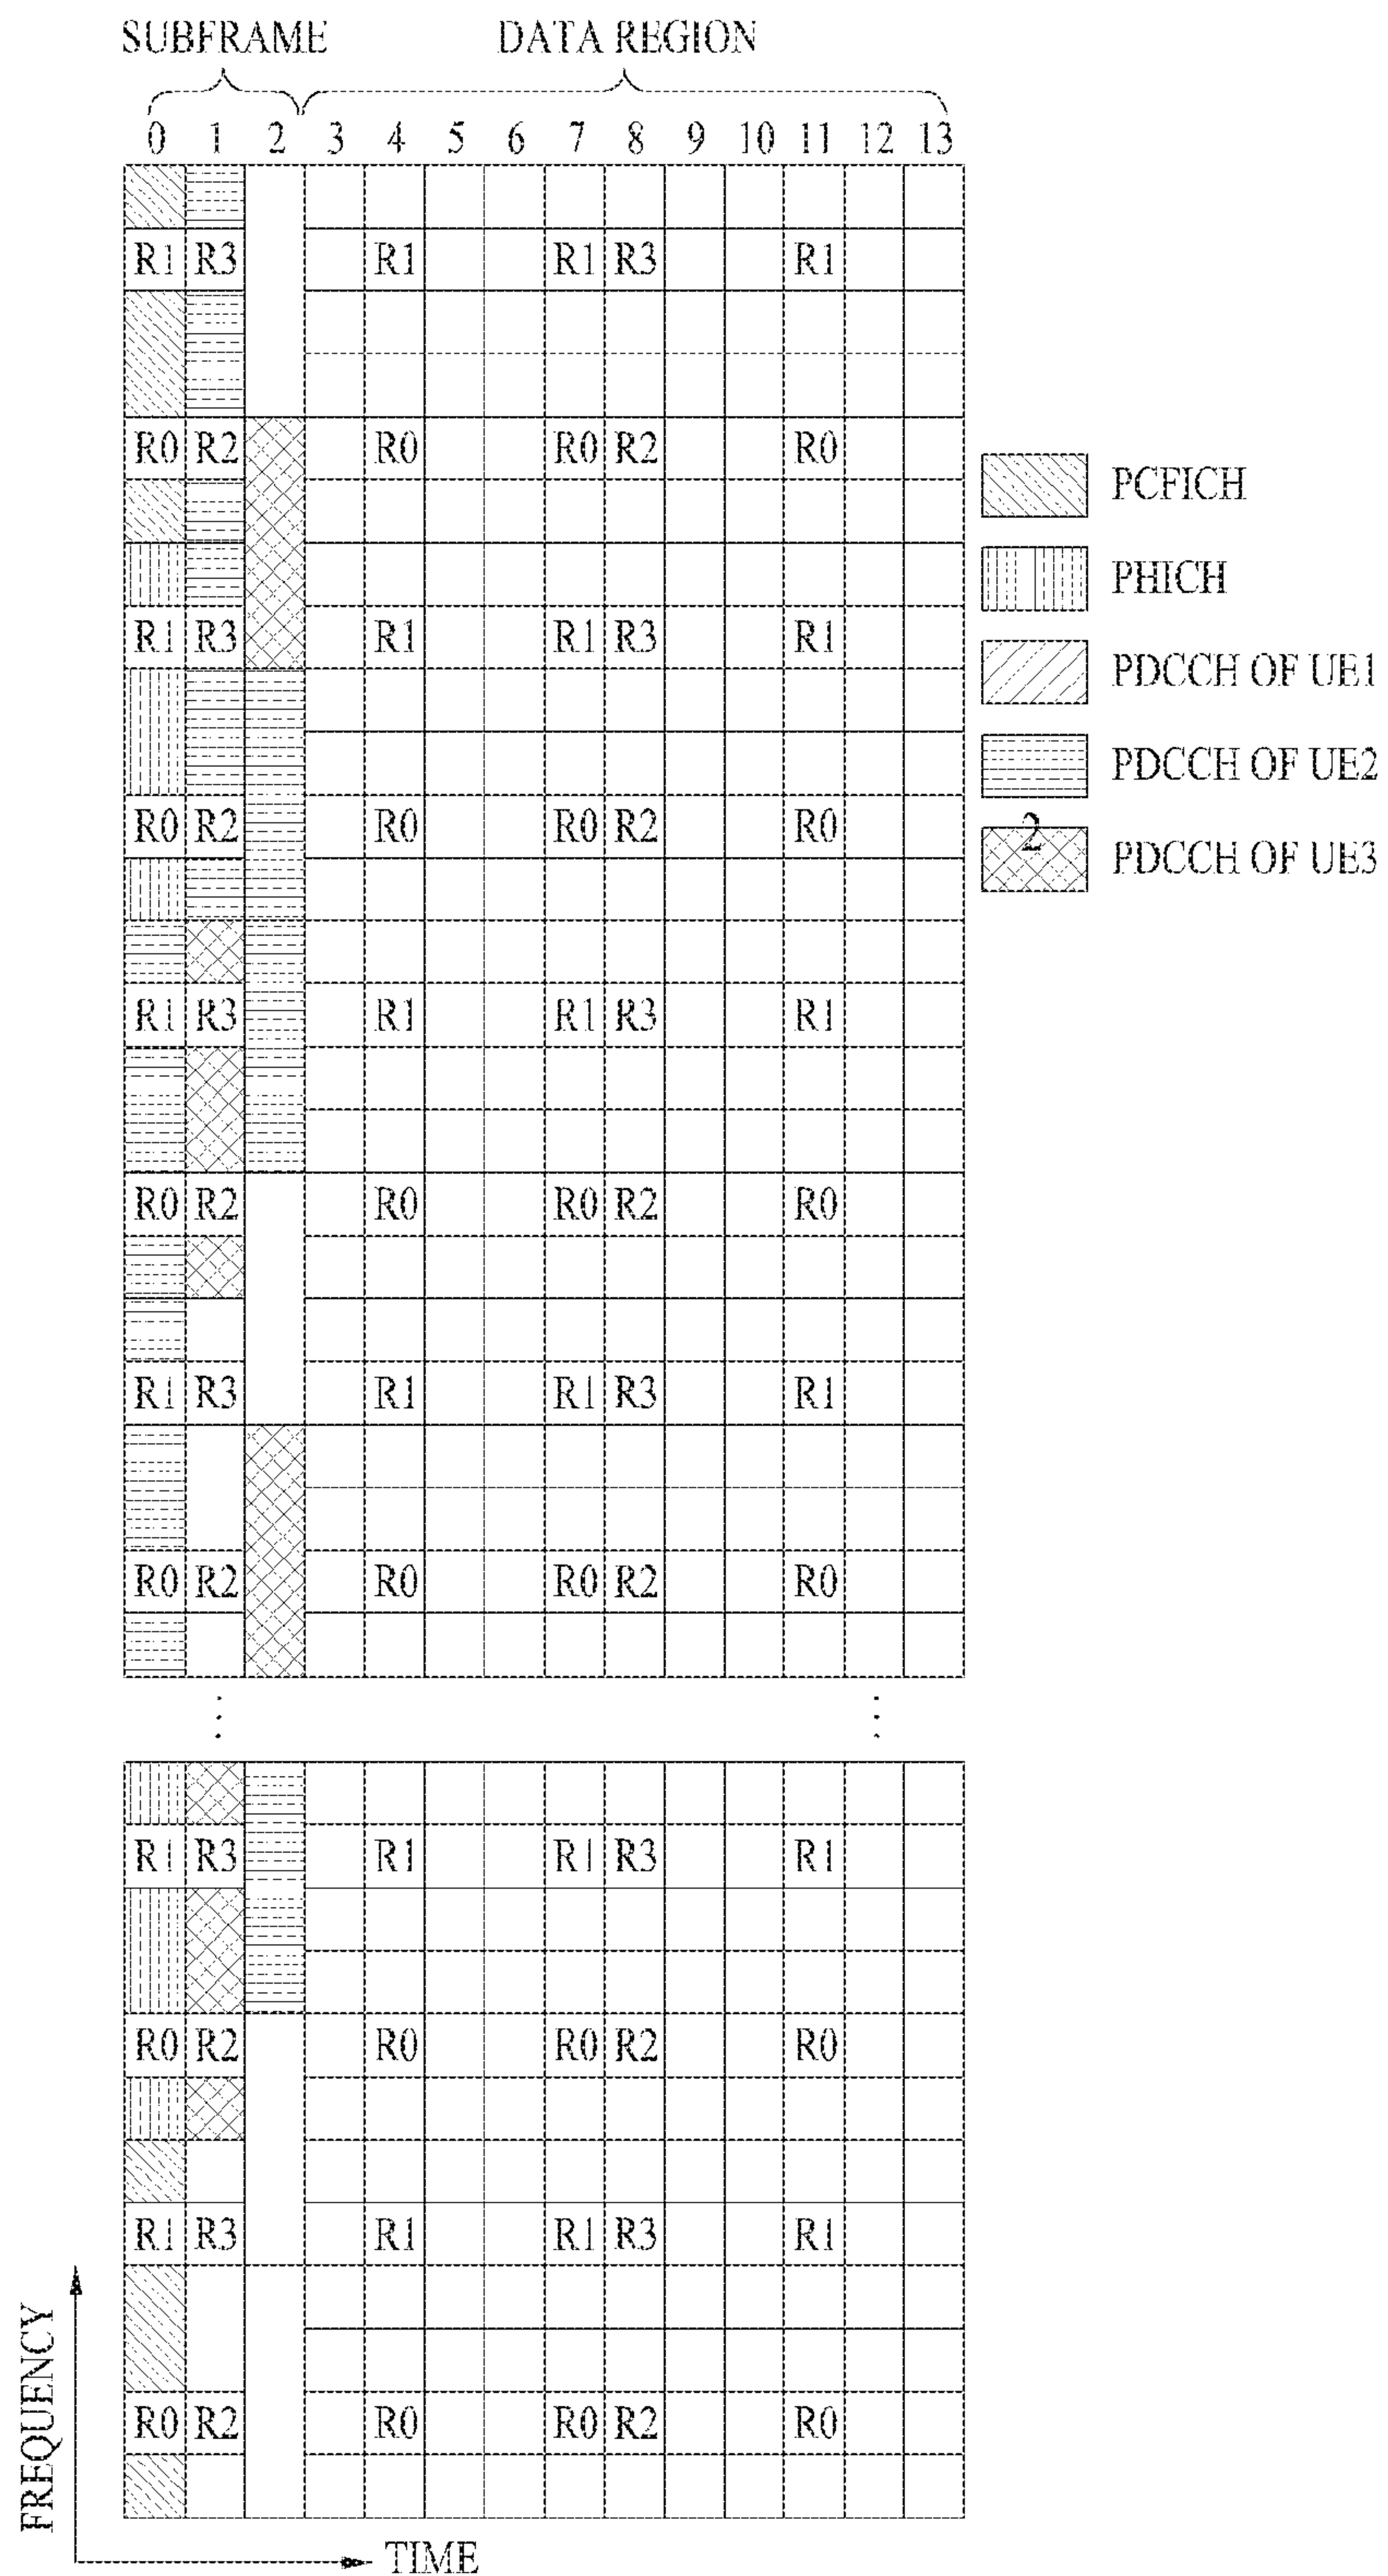 SUBFRAME DATA REGION
0 1 2 3 4 5 6 7 8 9 10 11 12 13
R1 R3 R1 R1 R3 R1
R0 R2 R0 R0 R2 R0
PCFICH
PHICH
R1 R3 R1 R1 R3 R1
PDCCH OF UE1
PDCCH OF UE2
R0 R2 R0 R0 R2 R0
2
PDCCH OF UE3
R1 R3 R1 R1 R3 R1
R0 R2 R0 R0 R2 R0
R1 R3 R1 R1 R3 R1
R0 R2 R0 R0 R2 R0
R1 R3 R1 R1 R3 R1
R0 R2 R0 R0 R2 R0
R1 R3 R1 R1 R3 R1
R0 R2 R0 R0 R2 R0
FREQUENCY
TIME